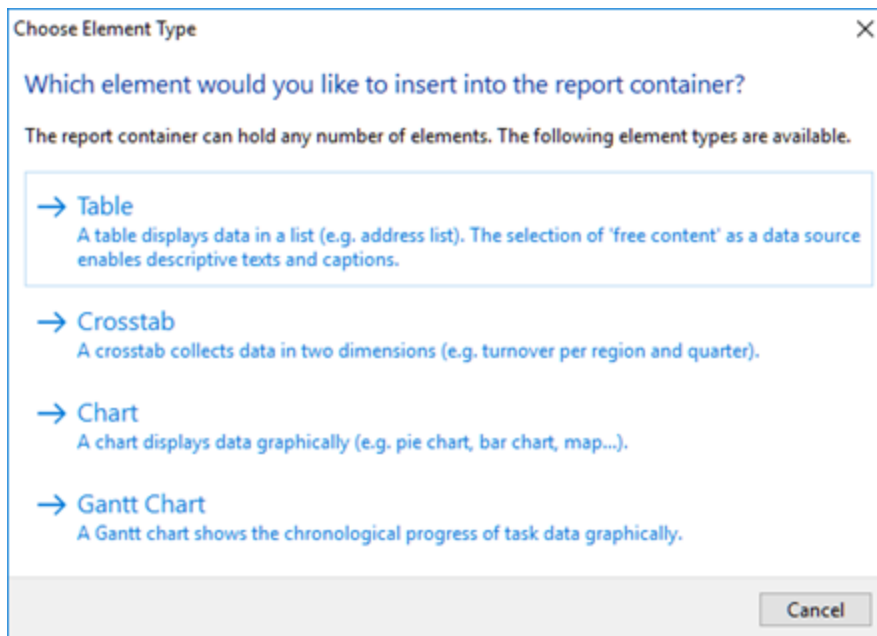 Choose Element Type
Which element would you like to insert into the report container?
The report container can hold any number of elements. The following element types are available.
Table
A table displays data in a list (e.g. address list). The selection of 'free content' as a data source
enables descriptive texts and captions.
Crosstab
A crosstab collects data in two dimensions (e.g. turnover per region and quarter).
Chart
A chart displays data graphically (e.g. pie chart, bar chart, map...).
Gantt Chart
A Gantt chart shows the chronological progress of task data graphically.
Cancel